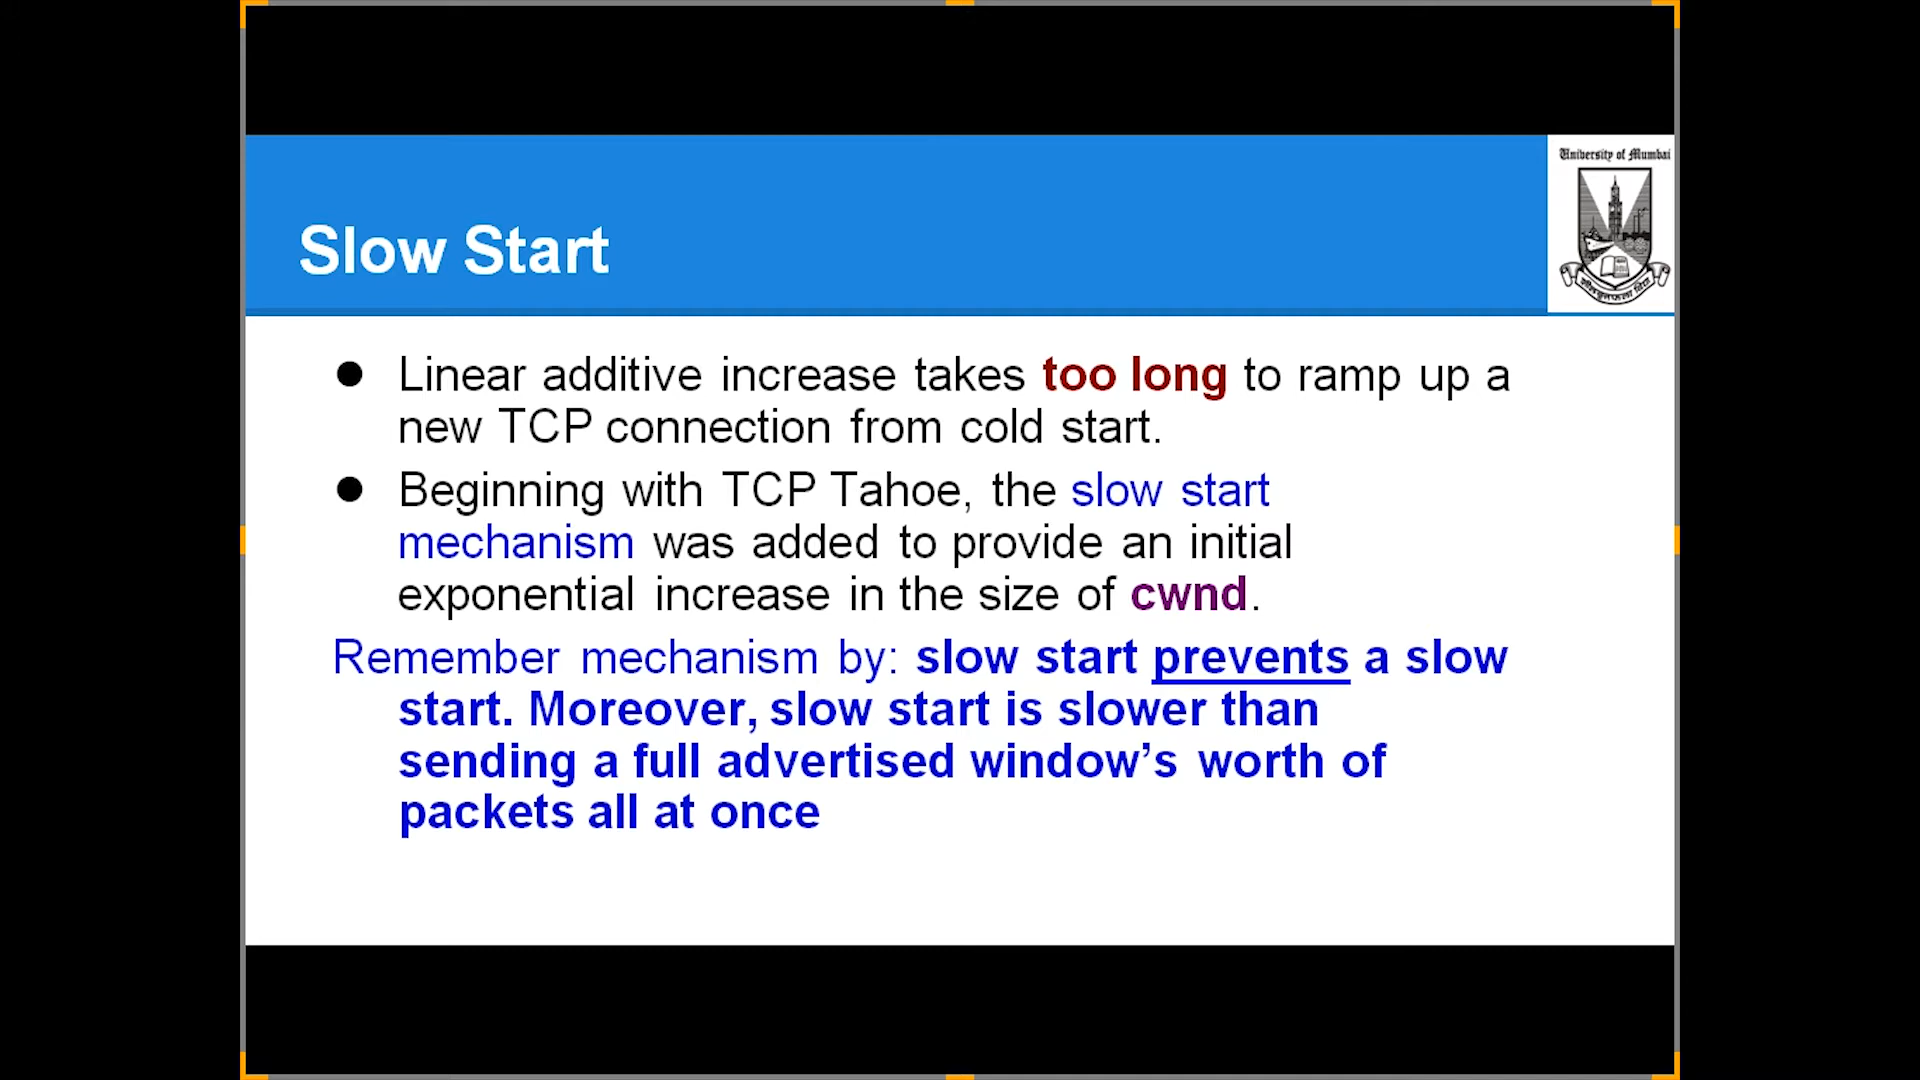 University of Mumbai
Slow Start
● Linear additive increase takes too long to ramp up a
new TCP connection from cold start.
● Beginning with TCP Tahoe, the slow start
mechanism was added to provide an initial
exponential increase in the size of cwnd.
Remember mechanism by: slow start prevents a slow
start. Moreover, slow start is slower than
sending a full advertised window’s worth of
packets all at once